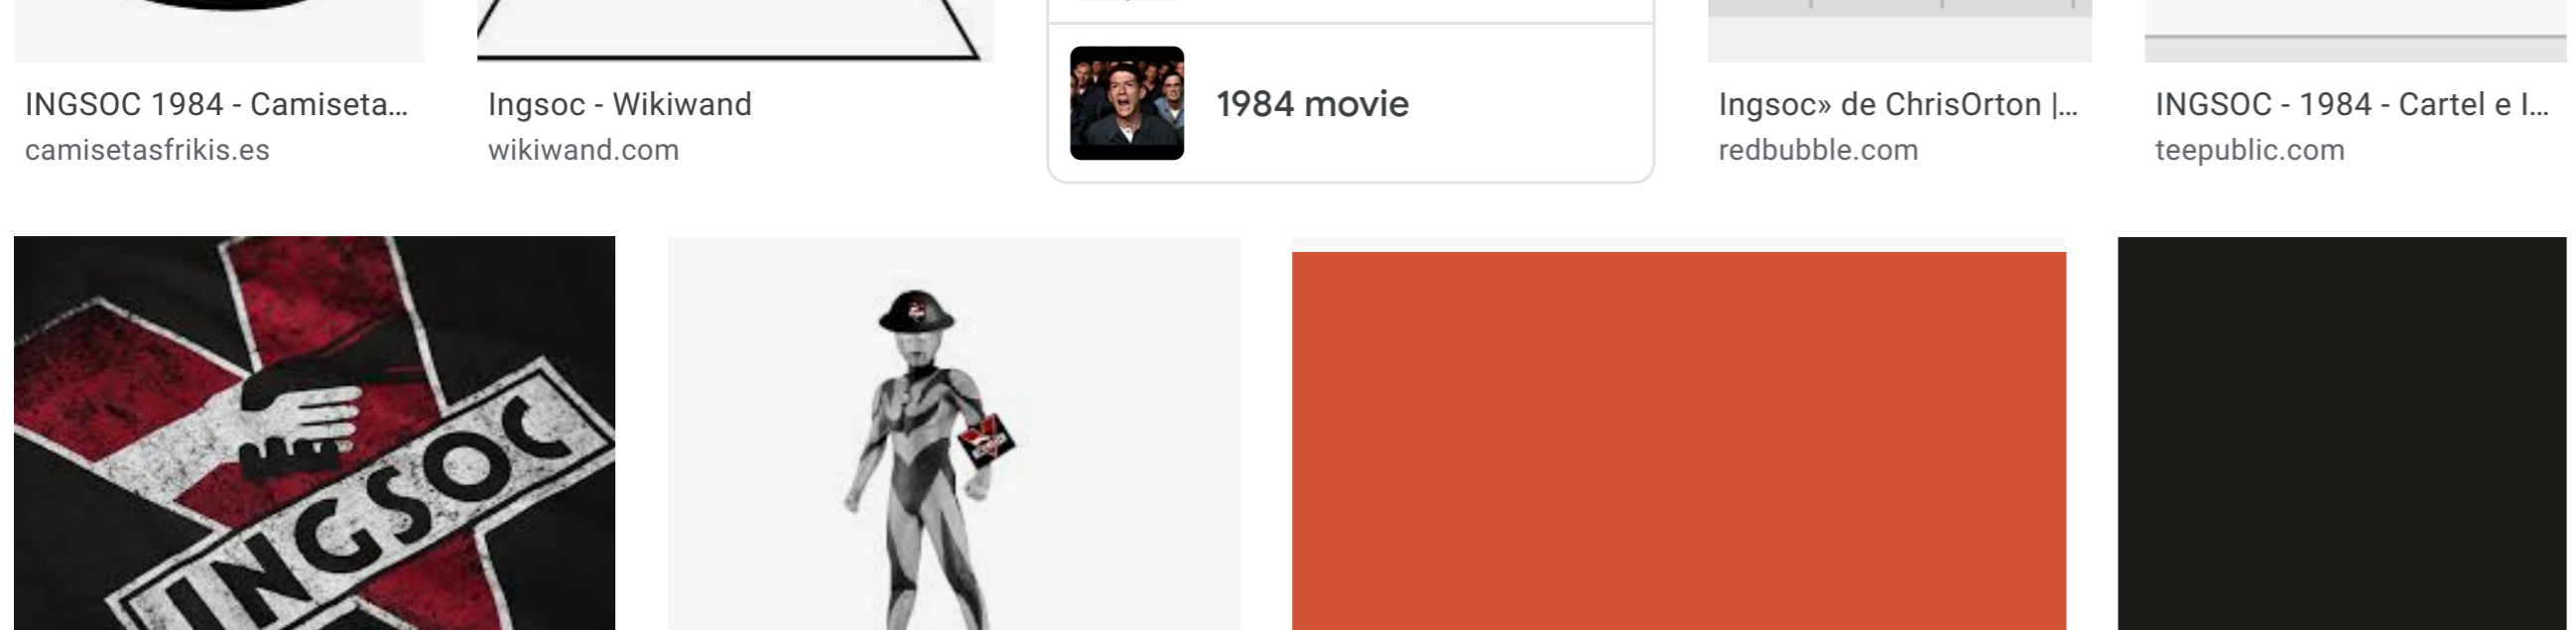 INGSOC 1984 - Camiseta...
camisetasfrikis.es
Ingsoc - Wikiwand
wikiwand.com
1984 movie
Ingsoc» de ChrisOrton |...
redbubble.com
INGSOC - 1984 - Cartel e I...
teepublic.com
INGSOC